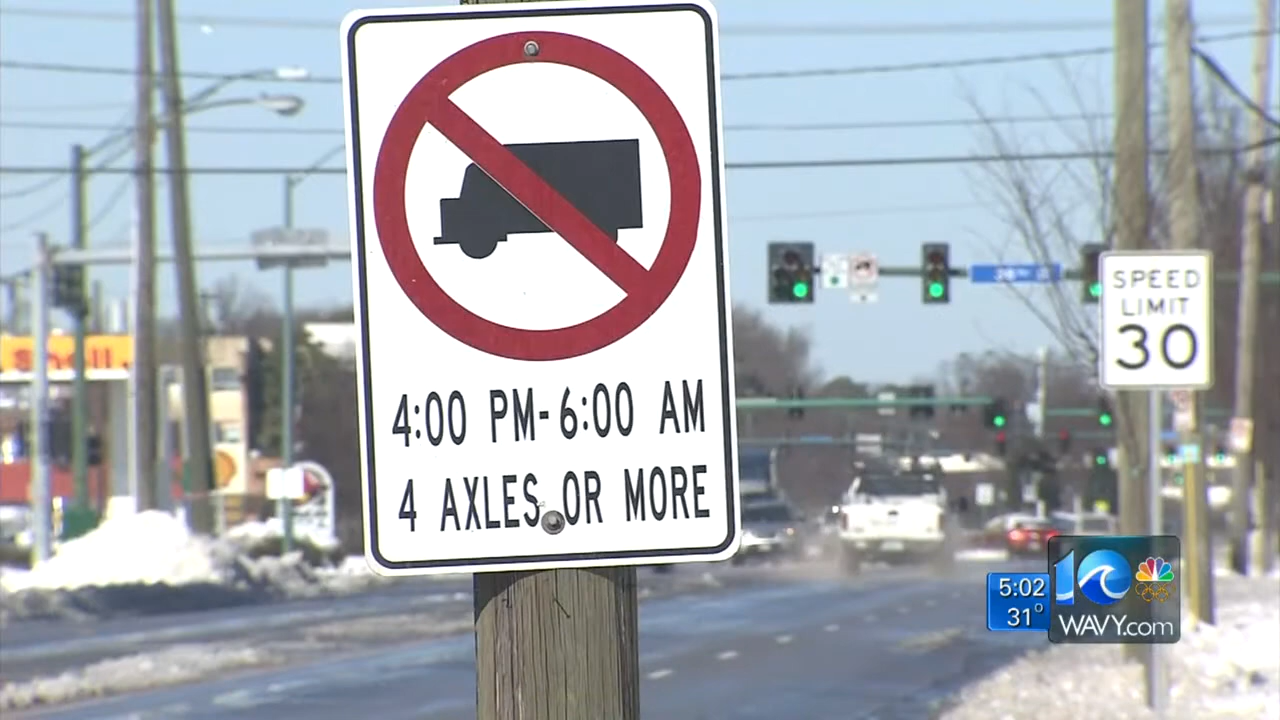 4:00 PM-6:00 AM
4 AXLES OR MORE
SPEED
LIMIT
30
Shell
5:02
31°
10
WAVY.com